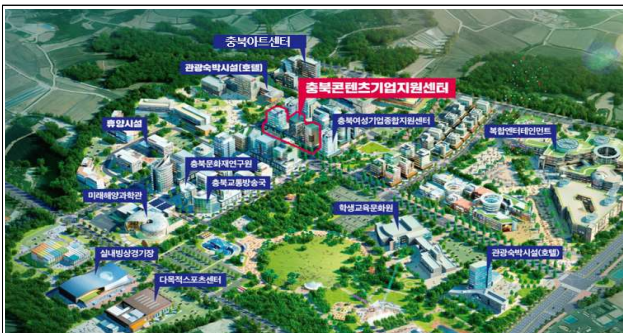 충북아트센터
관광숙박시설(호텔)
충북콘텐츠기업지원센터
휴양시설
충북여성기업종합지원센터
복합엔터테인먼트
충북문화재연구원
충북교통방송국
미래해양과학관
학생교육문화원
실내빙상경기장
관광숙박시설(호텔)
다목적스포츠센터